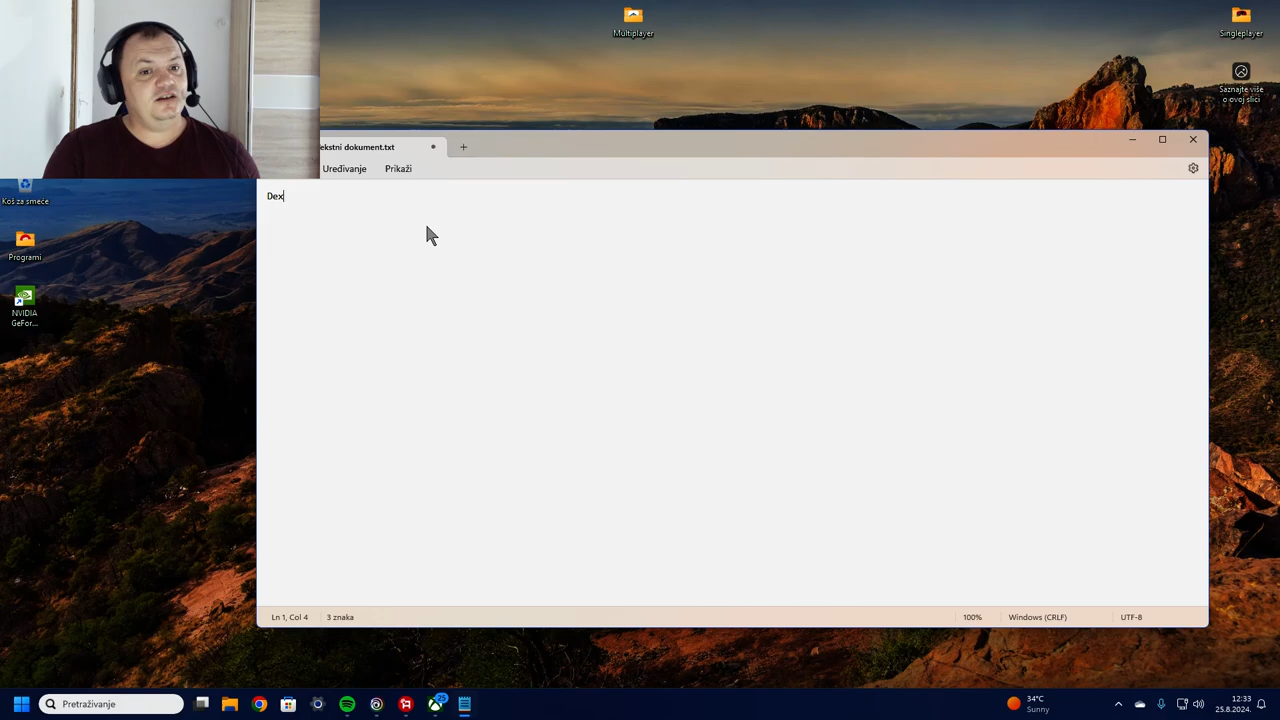 Multiplayer
Singleplayer
Saznajte više
o ovoj slici
ekstni dokument.txt
Uređivanje
Prikaži
Dex
Koš za smeće
Programi
NVIDIA
GeFor...
Ln 1, Col 4
3 znaka
100%
Windows (CRLF)
UTF-8
Pretraživanje
25
34°C
Sunny
12:33
25.8.2024.